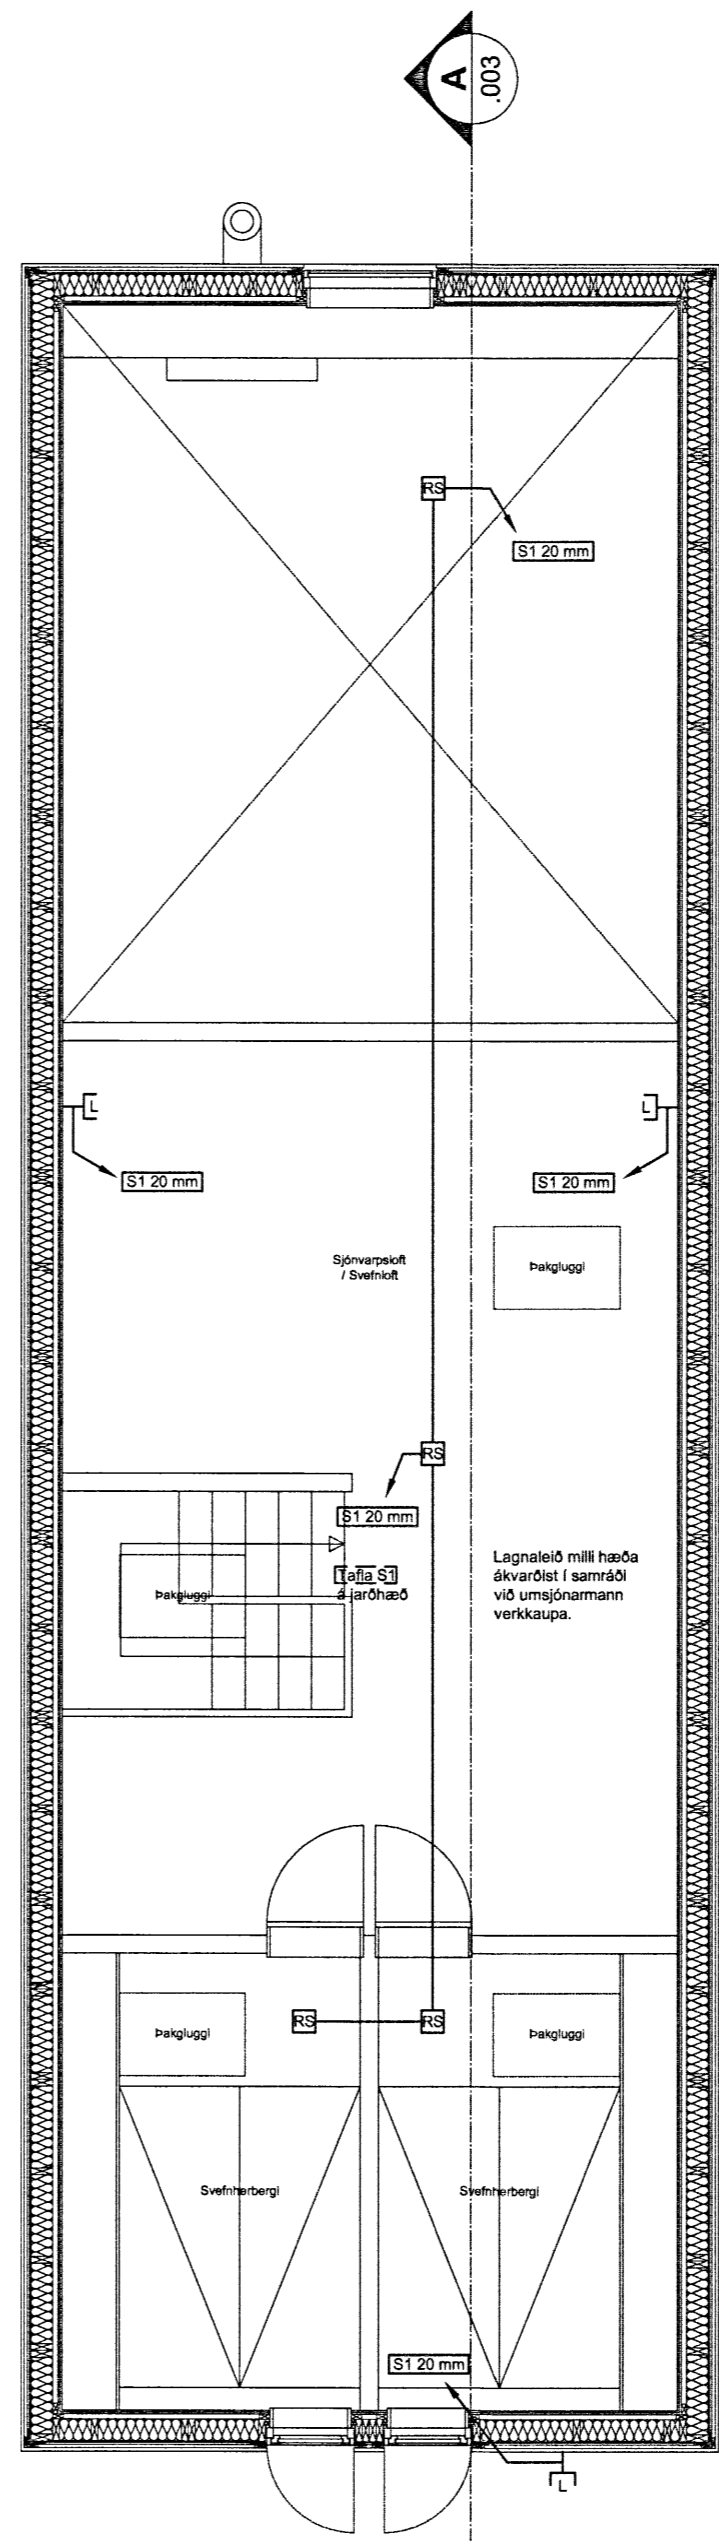 A
.003
RS
S1 20 mm
L
L
S1 20 mm
S1 20 mm
Sjónvarpsloft
/ Svefnloft
Þakgluggi
RS
S1 20 mm
Tafla S1
á jarðhæð
Þakgluggi
Lagnaleið milli hæða
ákvarðist í samráði
við umsjónarmann
verkkaupa.
RS
RS
Þakgluggi
Þakgluggi
Svefnherbergi
Svefnherbergi
S1 20 mm
L